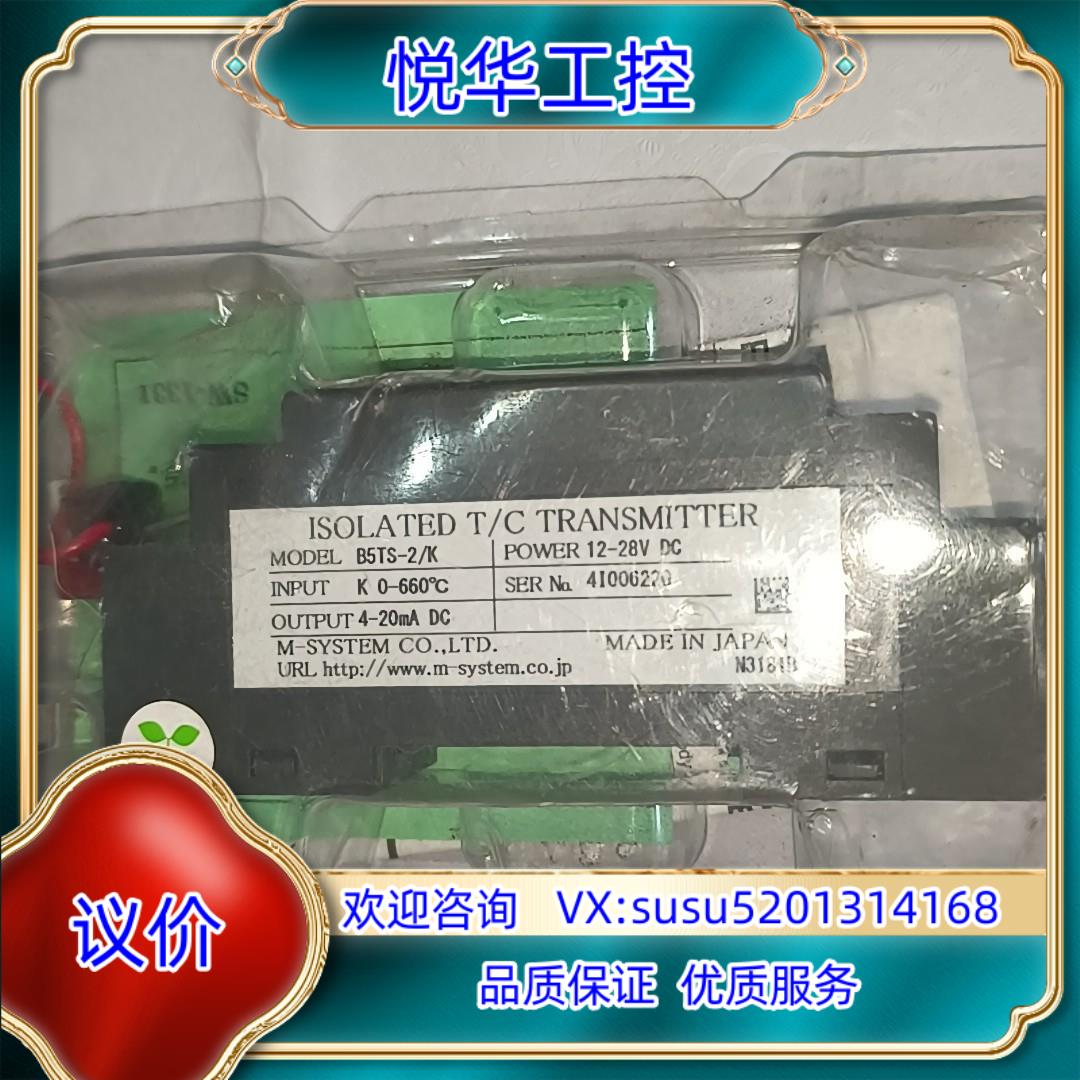 悦华工控
SW-1331
ISOLATED T/C TRANSMITTER
MODEL B5TS-2/K
POWER 12-28V DC
INPUT K 0-660℃
SER No. 4I006220
OUTPUT 4-20mA DC
M-SYSTEM CO.,LTD.
MADE IN JAPAN
URL http://www.m-system.co.jp
议价
欢迎咨询 VX:susu5201314168
品质保证 优质服务